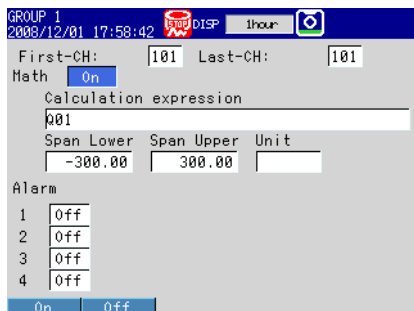 GROUP 1
2008/12/01 17:58:42 STOP DISP 1hour
First-CH: 101 Last-CH: 101
Math On
Calculation expression
Q01
Span Lower Span Upper Unit
-300.00 300.00
Alarm
1 Off
2 Off
3 Off
4 Off
On Off